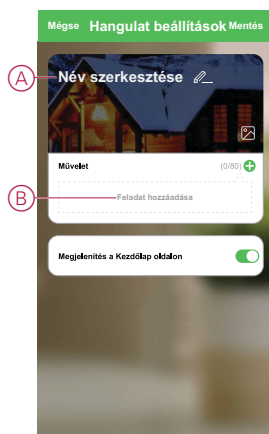 Mégse Hangulat beállítások Mentés
A Név szerkesztése
Művelet (0/80)
B Feladat hozzáadása
Megjelenítés a Kezdőlap oldalon